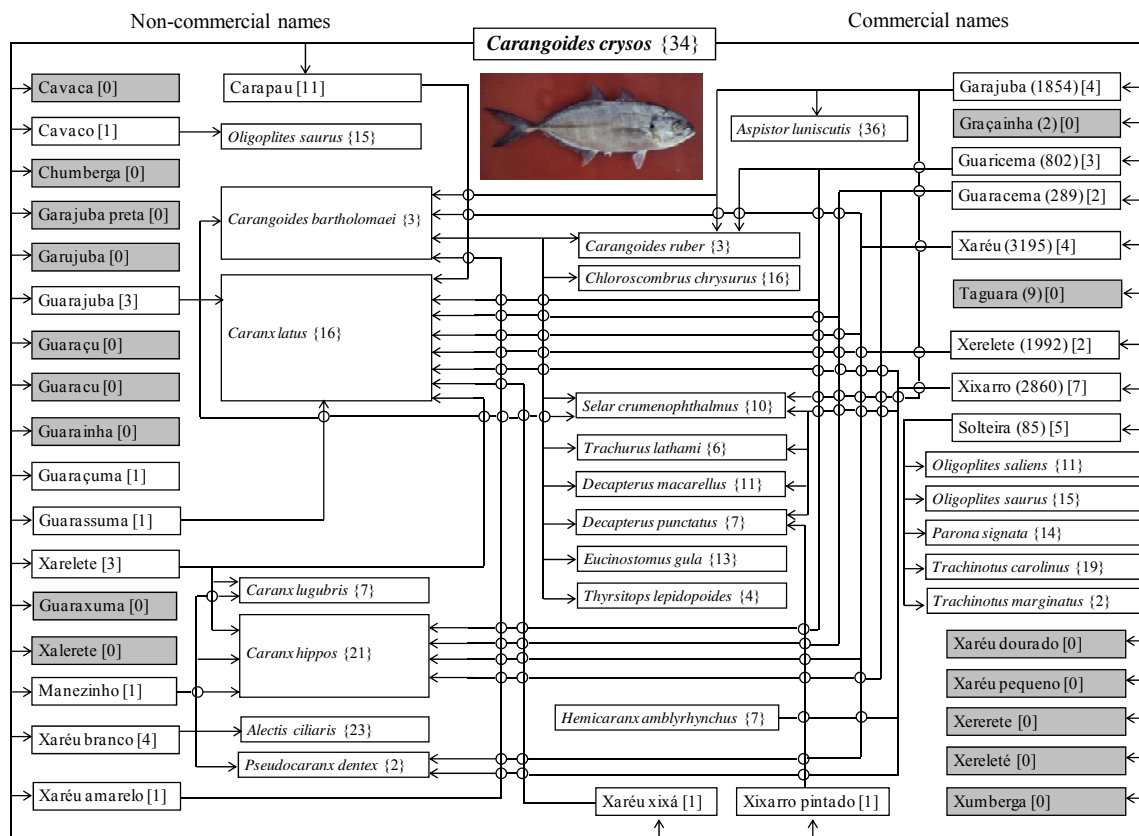 Non-commercial names
Commercial names
Carangoides crysos {34}
Cavaca [0]
Cavaco [1]
Chumberga [0]
Garajuba preta [0]
Garujuba [0]
Guarajuba [3]
Guaraçu [0]
Guaracu [0]
Guarainha [0]
Guaraçuma [1]
Guarassuma [1]
Xarelete [3]
Guaraxuma [0]
Xalerete [0]
Manezinho [1]
Xaréu branco [4]
Xaréu amarelo [1]
Carapau [11]
Oligoplites saurus {15}
Carangoides bartholomaei {3}
Caranx latus {16}
Caranx lugubris {7}
Caranx hippos {21}
Alectis ciliaris {23}
Pseudocaranx dentex {2}
Aspistor luniscutis {36}
Carangoides ruber {3}
Chloroscombrus chrysurus {16}
Selar crumenophthalmus {10}
Trachurus lathami {6}
Decapterus macarellus {11}
Decapterus punctatus {7}
Eucinostomus gula {13}
Thyrsitops lepidopoides {4}
Hemicaranx amblyrhynchus {7}
Xaréu xixá [1]
Xixarro pintado [1]
Garajuba (1854) [4]
Graçainha (2) [0]
Guaricema (802) [3]
Guaracema (289) [2]
Xaréu (3195) [4]
Taguara (9) [0]
Xerelete (1992) [2]
Xixarro (2860) [7]
Solteira (85) [5]
Oligoplites saliens {11}
Oligoplites saurus {15}
Parona signata {14}
Trachinotus carolinus {19}
Trachinotus marginatus {2}
Xaréu dourado [0]
Xaréu pequeno [0]
Xererete [0]
Xereleté [0]
Xumberga [0]